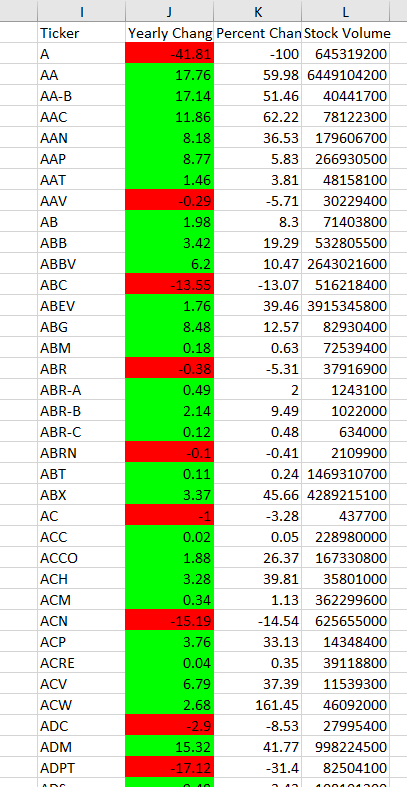 I J K L
Ticker Yearly Chang Percent Chan Stock Volume
A -41.81 -100 645319200
AA 17.76 59.98 6449104200
AA-B 17.14 51.46 40441700
AAC 11.86 62.22 78122300
AAN 8.18 36.53 179606700
AAP 8.77 5.83 266930500
AAT 1.46 3.81 48158100
AAV -0.29 -5.71 30229400
AB 1.98 8.3 71403800
ABB 3.42 19.29 532805500
ABBV 6.2 10.47 2643021600
ABC -13.55 -13.07 516218400
ABEV 1.76 39.46 3915345800
ABG 8.48 12.57 82930400
ABM 0.18 0.63 72539400
ABR -0.38 -5.31 37916900
ABR-A 0.49 2 1243100
ABR-B 2.14 9.49 1022000
ABR-C 0.12 0.48 634000
ABRN -0.1 -0.41 2109900
ABT 0.11 0.24 1469310700
ABX 3.37 45.66 4289215100
AC -1 -3.28 437700
ACC 0.02 0.05 228980000
ACCO 1.88 26.37 167330800
ACH 3.28 39.81 35801000
ACM 0.34 1.13 362299600
ACN -15.19 -14.54 625655000
ACP 3.76 33.13 14348400
ACRE 0.04 0.35 39118800
ACV 6.79 37.39 11539300
ACW 2.68 161.45 46092000
ADC -2.9 -8.53 27995400
ADM 15.32 41.77 998224500
ADPT -17.12 -31.4 82504100